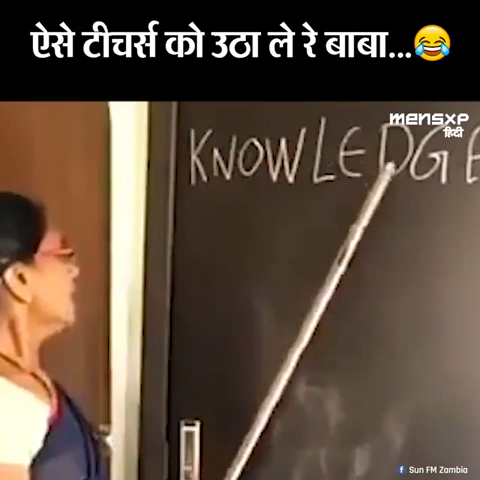 ऐसे टीचर्स को उठा ले रे बाबा...😂
mensxp
हिंदी
KNOWLEDGE
Sun FM Zambia